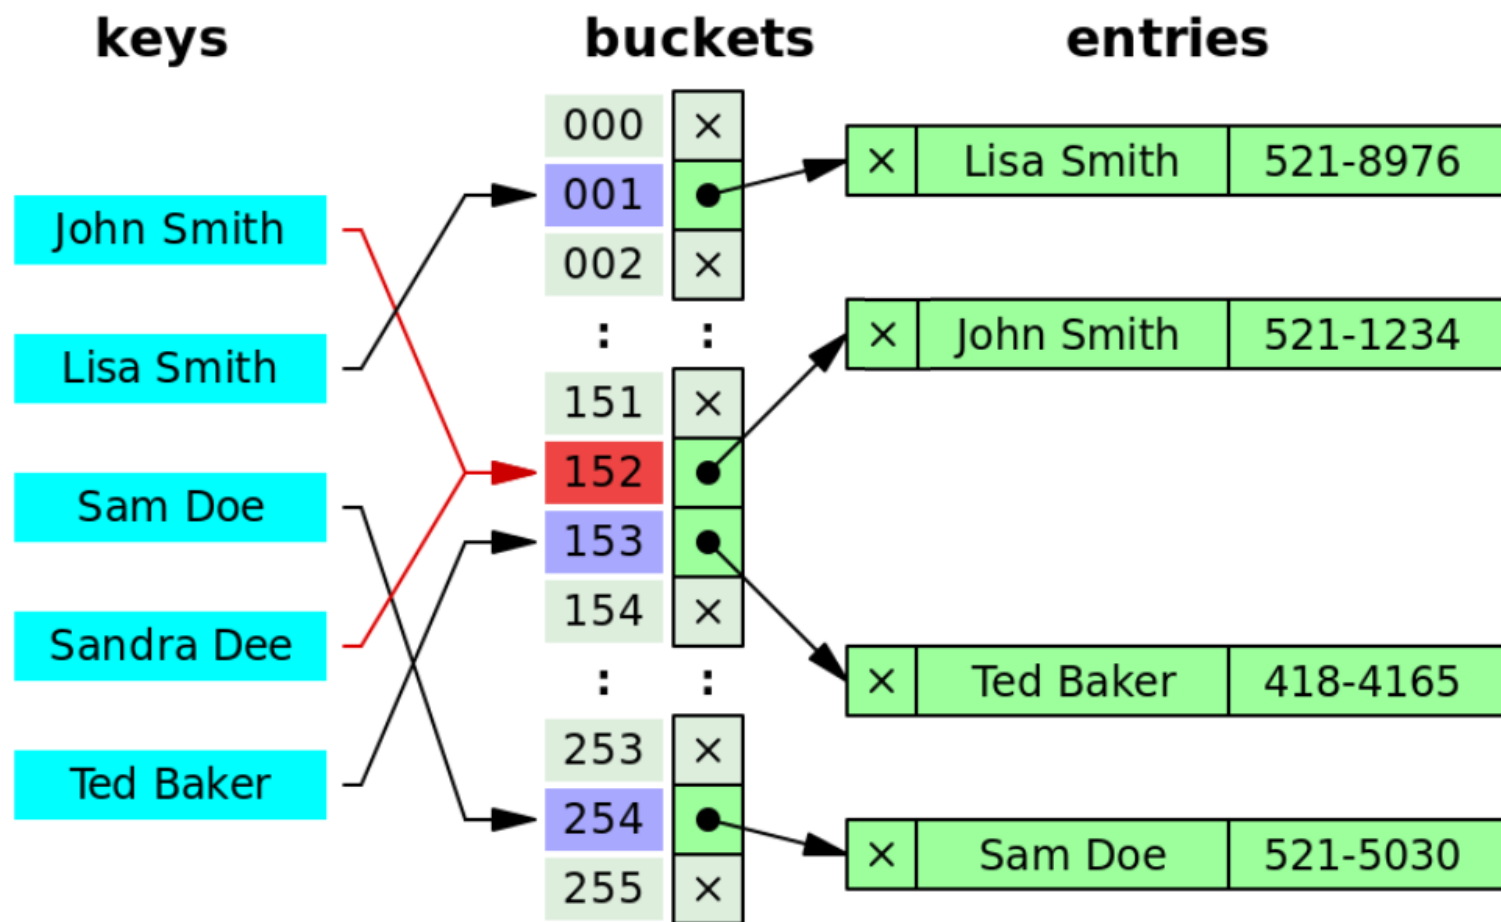 keys
buckets
entries
John Smith
Lisa Smith
Sam Doe
Sandra Dee
Ted Baker
000 ×
001
002 ×
: :
151 ×
152
153
154 ×
: :
253 ×
254
255 ×
× Lisa Smith 521-8976
× John Smith 521-1234
× Ted Baker 418-4165
× Sam Doe 521-5030